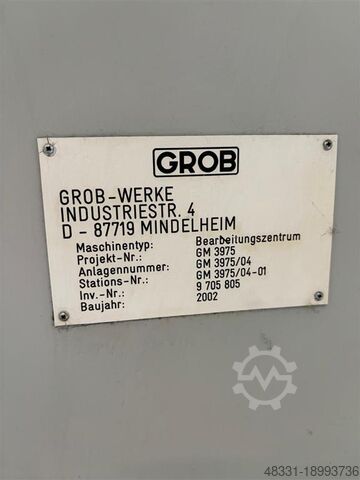 GROB
GROB-WERKE
INDUSTRIESTR. 4
D - 87719 MINDELHEIM
Maschinentyp: Bearbeitungszentrum
Projekt-Nr.: GM 3975
Anlagennummer: GM 3975/04
Stations-Nr.: GM 3975/04-01
Inv.-Nr.: 9 705 805
Baujahr: 2002
48331-18993736